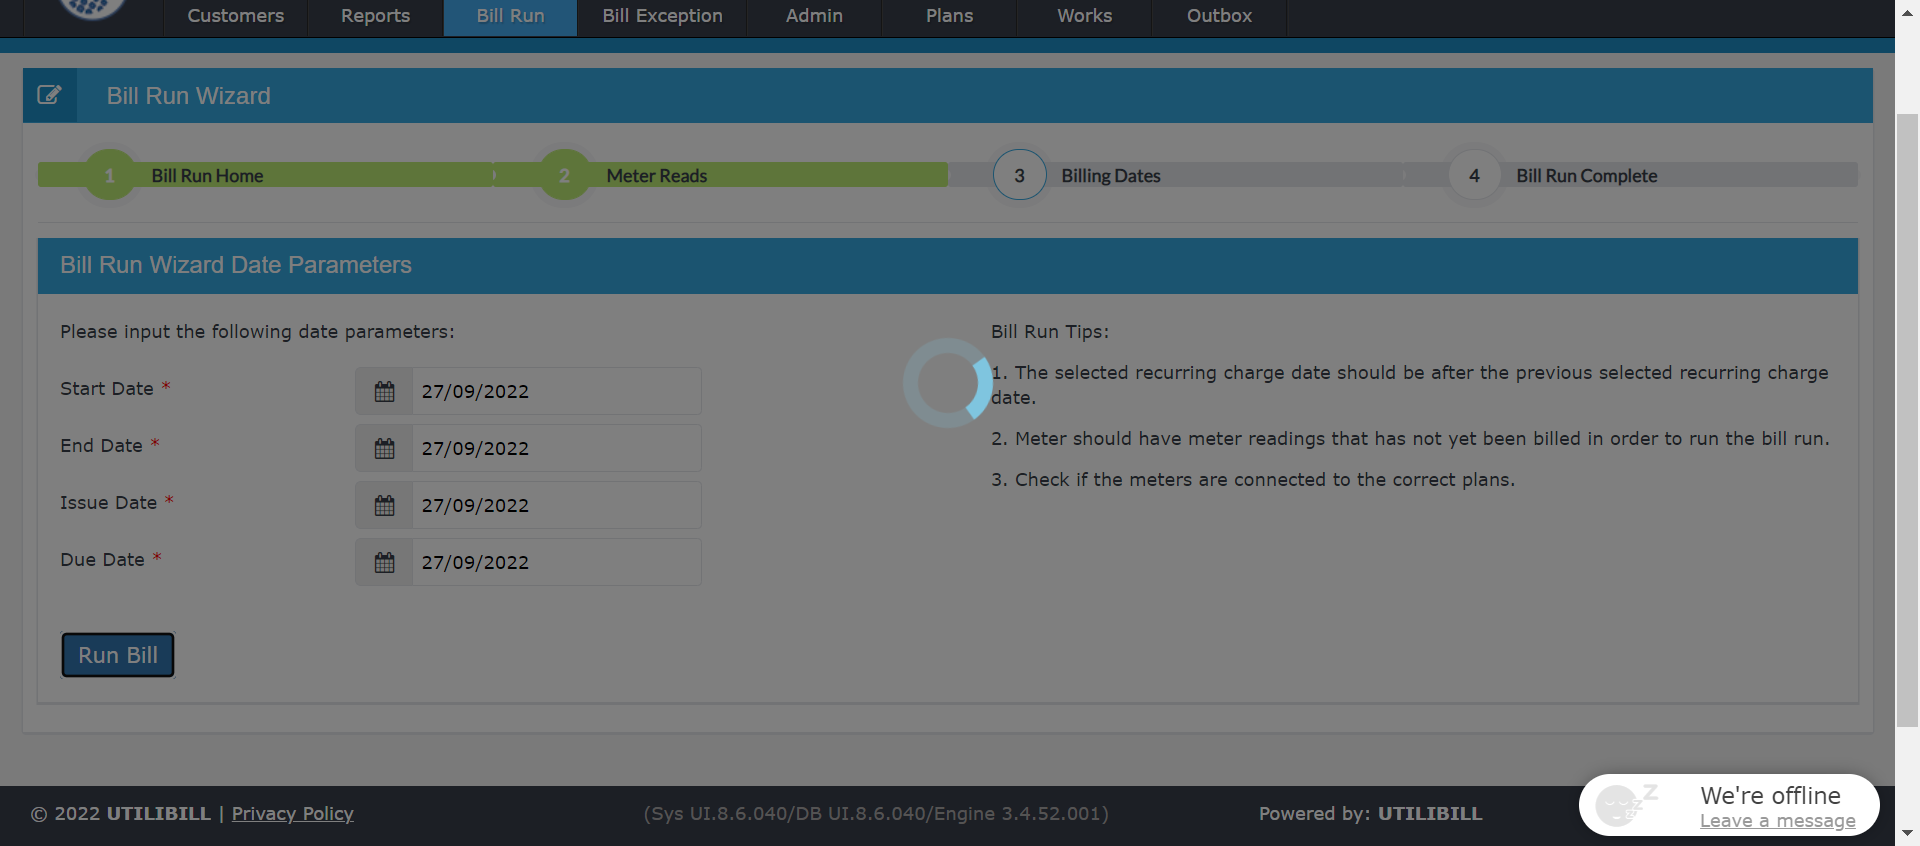 Customers Reports Bill Run Bill Exception Admin Plans Works Outbox
Bill Run Wizard
1 Bill Run Home 2 Meter Reads 3 Billing Dates 4 Bill Run Complete
Bill Run Wizard Date Parameters
Please input the following date parameters:
Start Date * 27/09/2022
End Date * 27/09/2022
Issue Date * 27/09/2022
Due Date * 27/09/2022
Run Bill
Bill Run Tips:
1. The selected recurring charge date should be after the previous selected recurring charge
date.
2. Meter should have meter readings that has not yet been billed in order to run the bill run.
3. Check if the meters are connected to the correct plans.
© 2022 UTILIBILL | Privacy Policy
(Sys UI.8.6.040/DB UI.8.6.040/Engine 3.4.52.001)
Powered by: UTILIBILL
We're offline
Leave a message